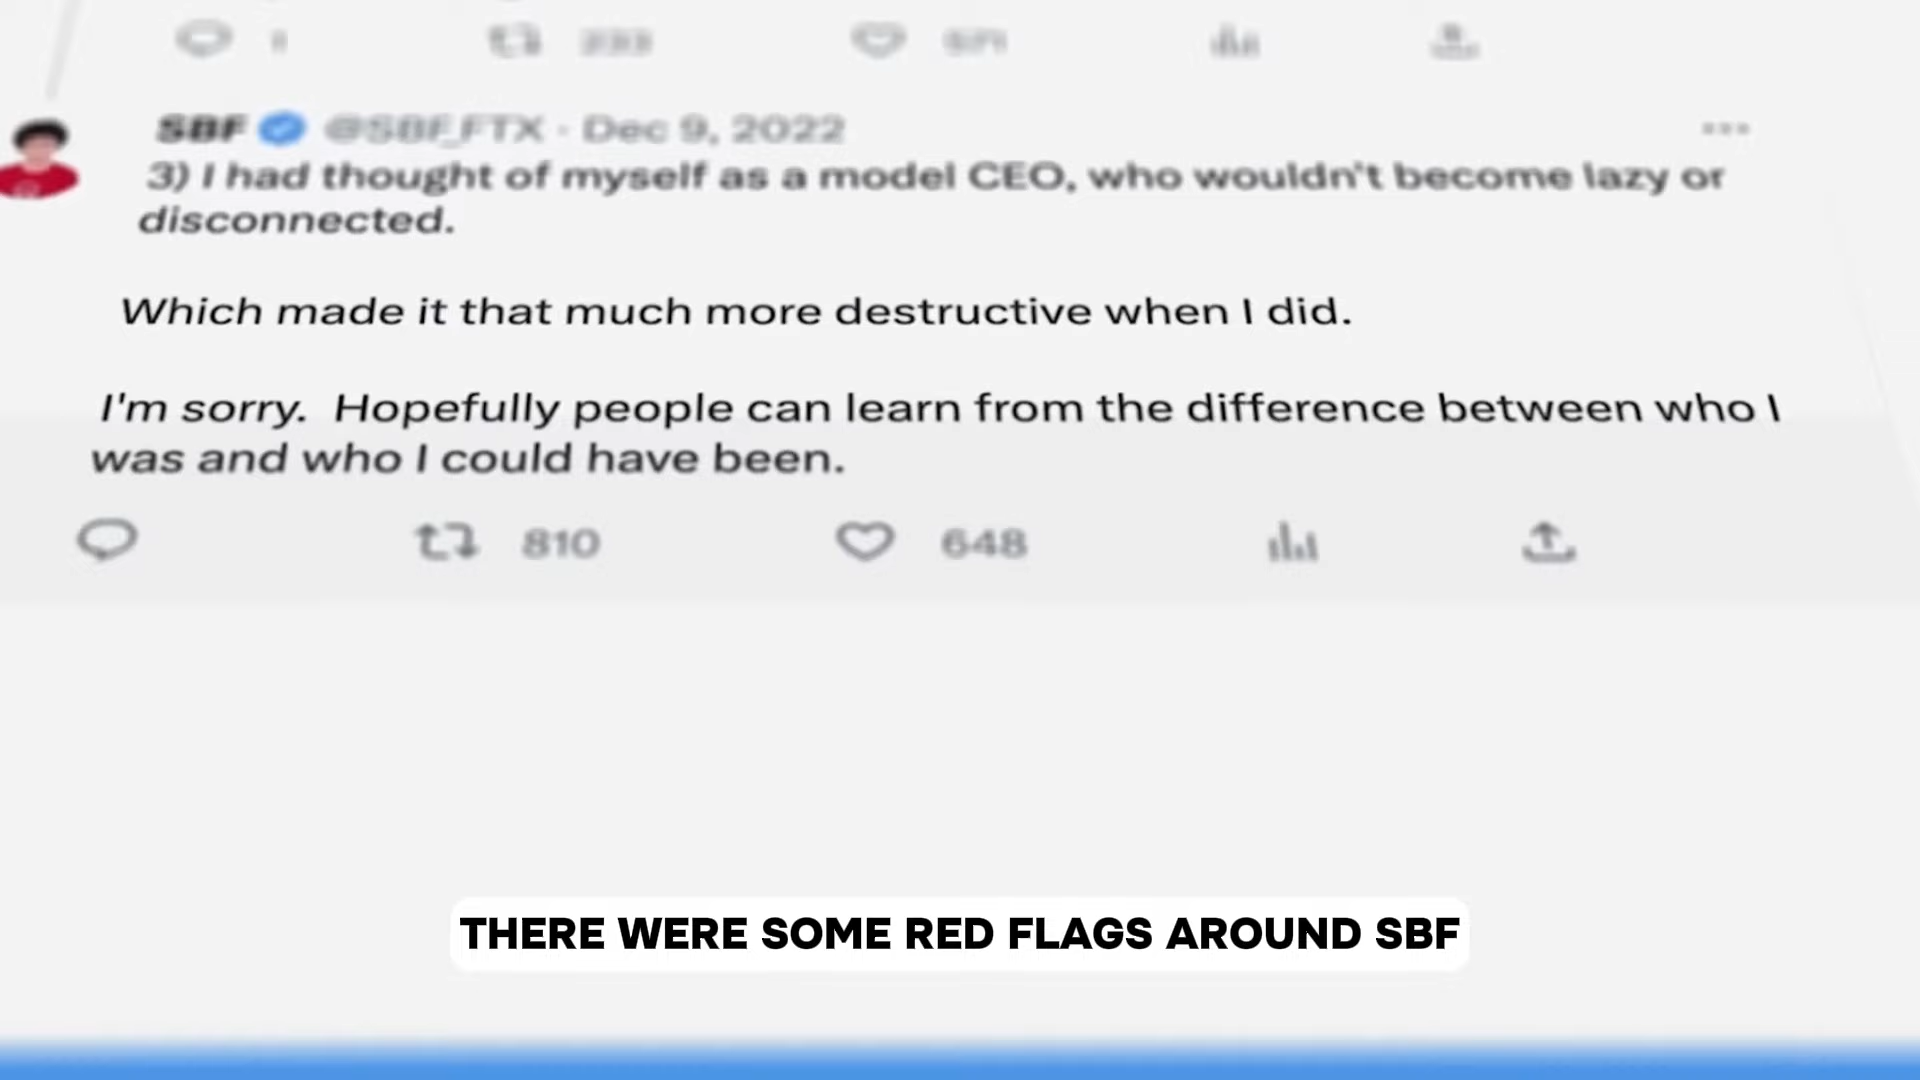 233
571
SBF @SBF_FTX · Dec 9, 2022
3) I had thought of myself as a model CEO, who wouldn't become lazy or
disconnected.
Which made it that much more destructive when I did.
I'm sorry. Hopefully people can learn from the difference between who I
was and who I could have been.
810 648
THERE WERE SOME RED FLAGS AROUND SBF